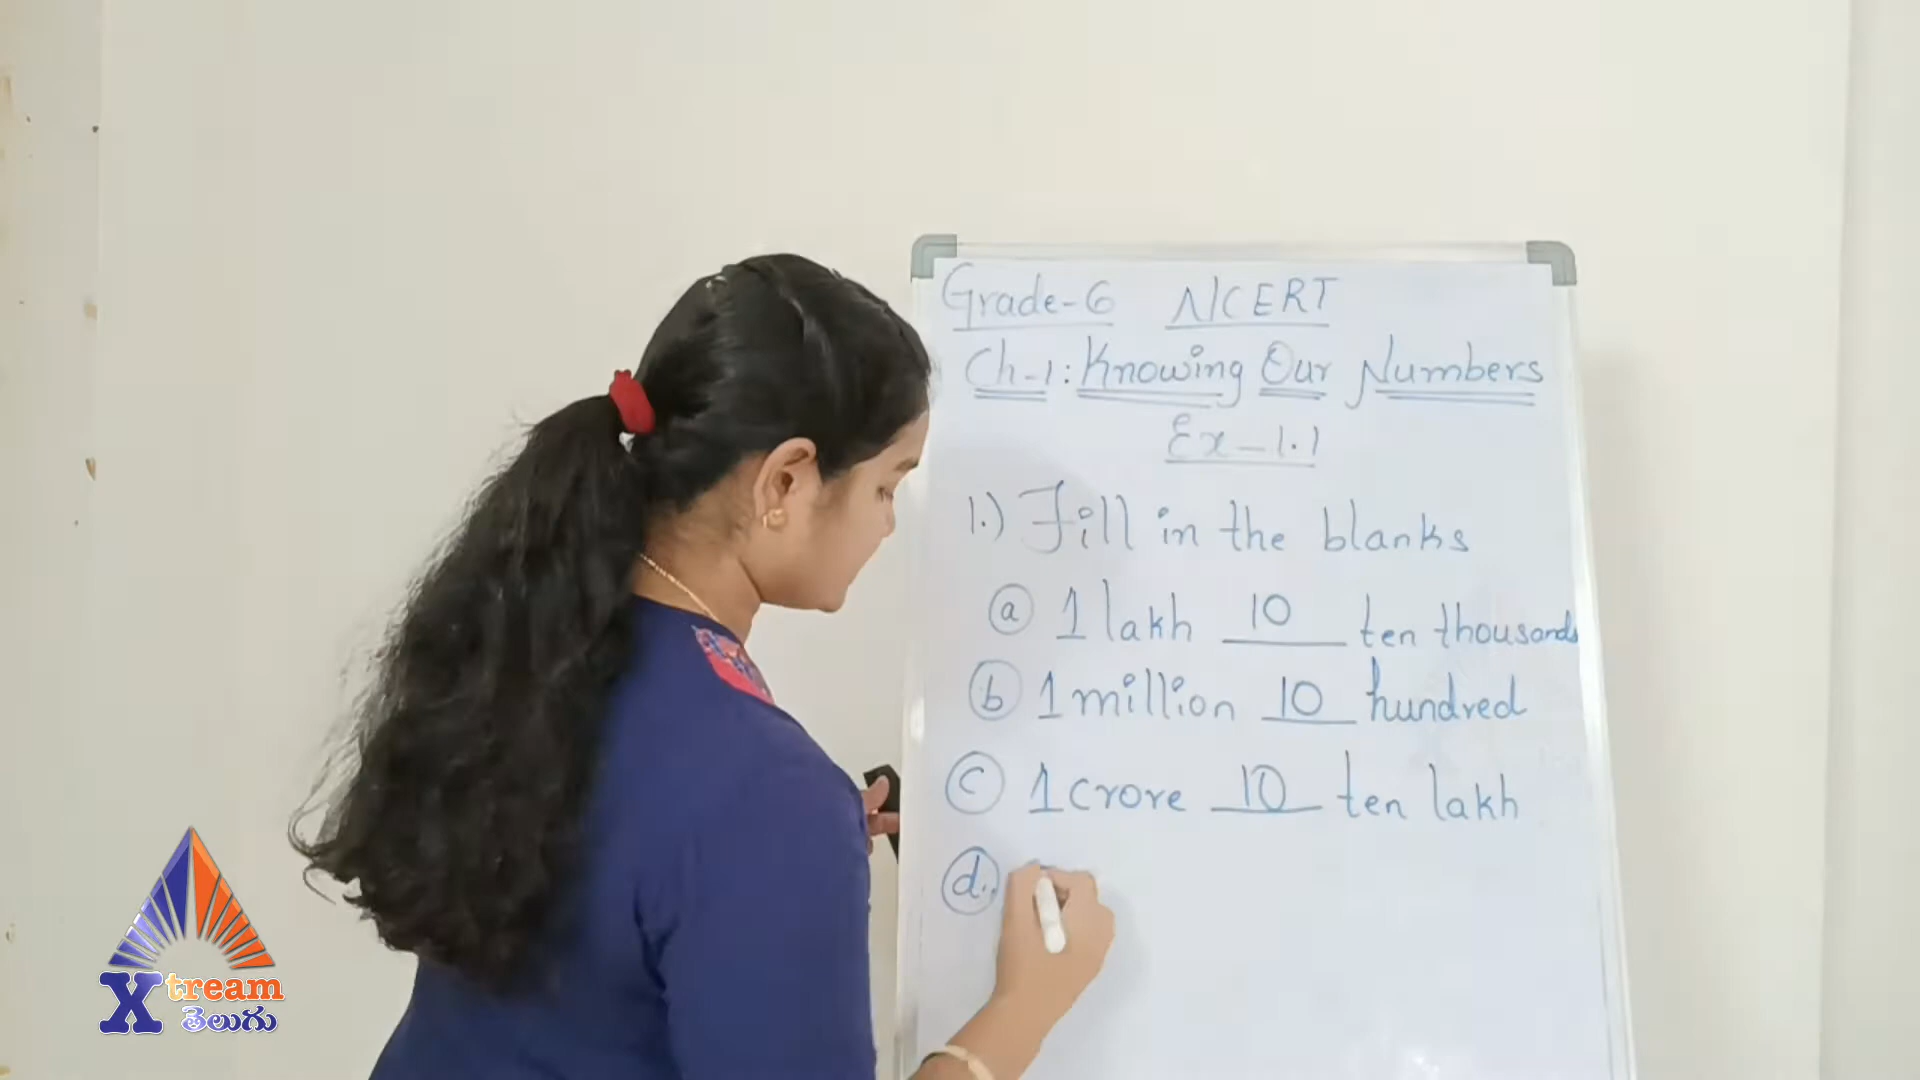 Grade-6 NCERT
Ch-1: Knowing Our Numbers
Ex-1.1
1.) Fill in the blanks
a 1 lakh 10 ten thousands
b 1 million 10 hundred
c 1 crore 10 ten lakh
d.
Xtream
తెలుగు